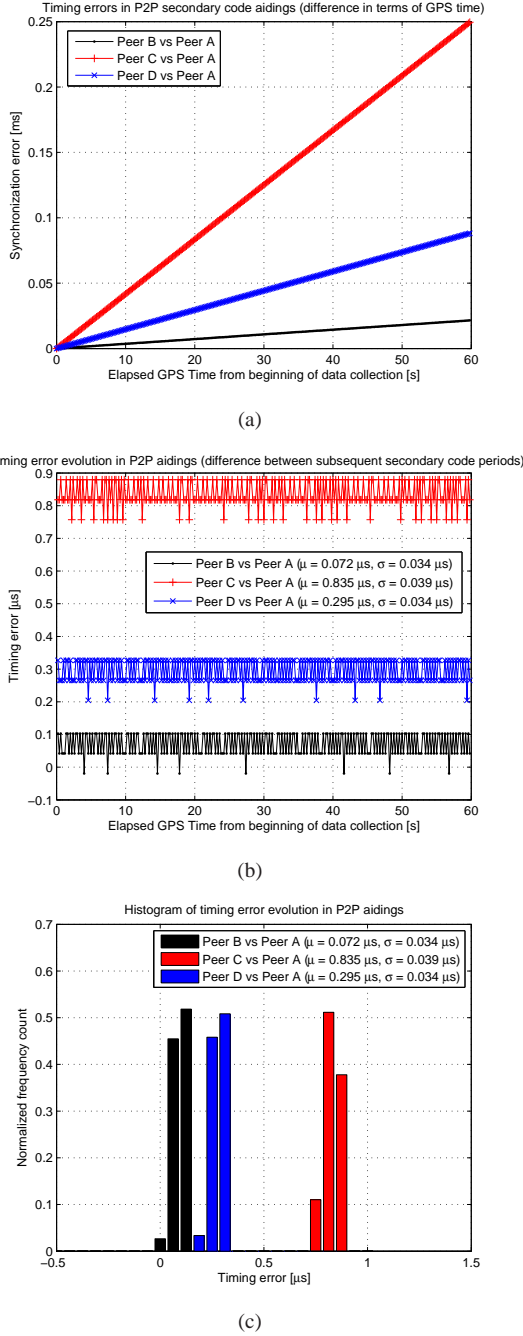 Timing errors in P2P secondary code aidings (difference in terms of GPS time)
0.25
Peer B vs Peer A
Peer C vs Peer A
Peer D vs Peer A
0.2
0.15
0.1
0.05
0
Synchronization error [ms]
0 10 20 30 40 50 60
Elapsed GPS Time from beginning of data collection [s]
(a)
ming error evolution in P2P aidings (difference between subsequent secondary code periods)
0.9
0.8
0.7
0.6
0.5
0.4
0.3
0.2
0.1
0
−0.1
Peer B vs Peer A (μ = 0.072 μs, σ = 0.034 μs)
Peer C vs Peer A (μ = 0.835 μs, σ = 0.039 μs)
Peer D vs Peer A (μ = 0.295 μs, σ = 0.034 μs)
Timing error [μs]
0 10 20 30 40 50 60
Elapsed GPS Time from beginning of data collection [s]
(b)
Histogram of timing error evolution in P2P aidings
0.7
Peer B vs Peer A (μ = 0.072 μs, σ = 0.034 μs)
Peer C vs Peer A (μ = 0.835 μs, σ = 0.039 μs)
Peer D vs Peer A (μ = 0.295 μs, σ = 0.034 μs)
0.6
0.5
0.4
0.3
0.2
0.1
0
Normalized frequency count
−0.5 0 0.5 1 1.5
Timing error [μs]
(c)